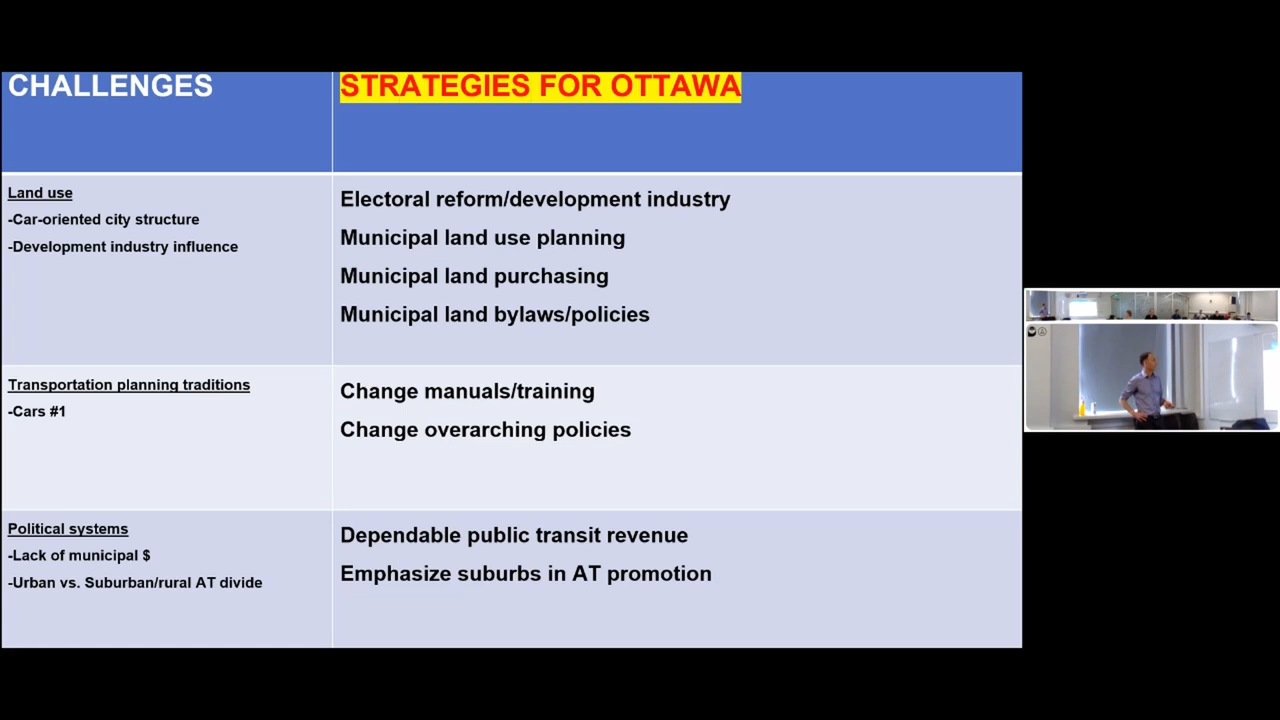 CHALLENGES
STRATEGIES FOR OTTAWA
Land use
-Car-oriented city structure
-Development industry influence
Electoral reform/development industry
Municipal land use planning
Municipal land purchasing
Municipal land bylaws/policies
Transportation planning traditions
-Cars #1
Change manuals/training
Change overarching policies
Political systems
-Lack of municipal $
-Urban vs. Suburban/rural AT divide
Dependable public transit revenue
Emphasize suburbs in AT promotion